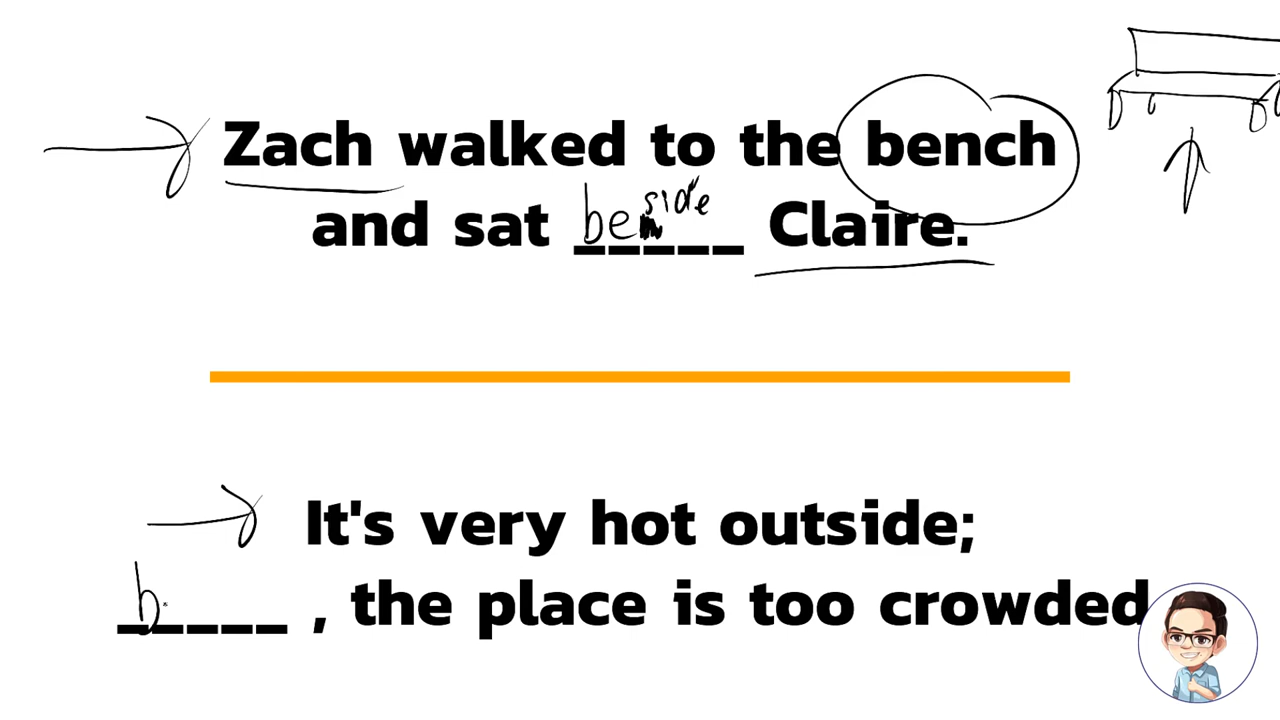 Zach walked to the bench
and sat beside Claire.
It's very hot outside;
b_____ , the place is too crowded